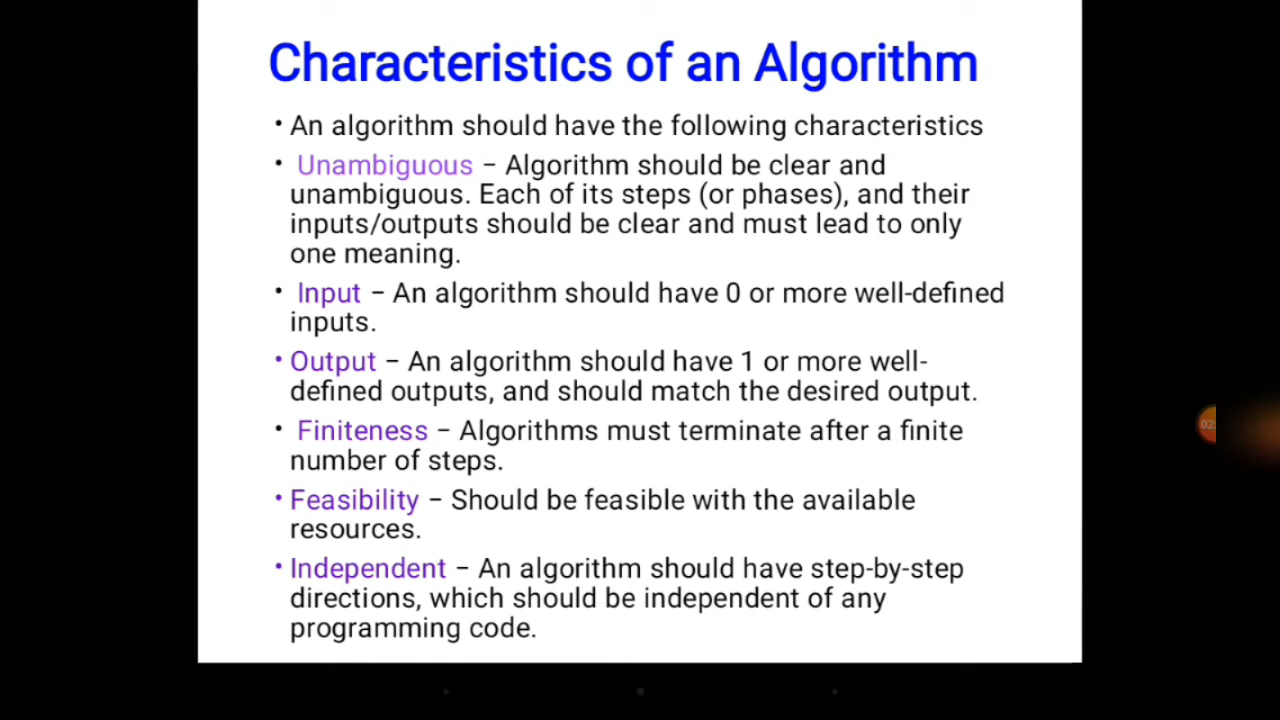 Characteristics of an Algorithm
• An algorithm should have the following characteristics
• Unambiguous − Algorithm should be clear and
unambiguous. Each of its steps (or phases), and their
inputs/outputs should be clear and must lead to only
one meaning.
• Input − An algorithm should have 0 or more well-defined
inputs.
• Output − An algorithm should have 1 or more well-
defined outputs, and should match the desired output.
• Finiteness − Algorithms must terminate after a finite
number of steps.
• Feasibility − Should be feasible with the available
resources.
• Independent − An algorithm should have step-by-step
directions, which should be independent of any
programming code.